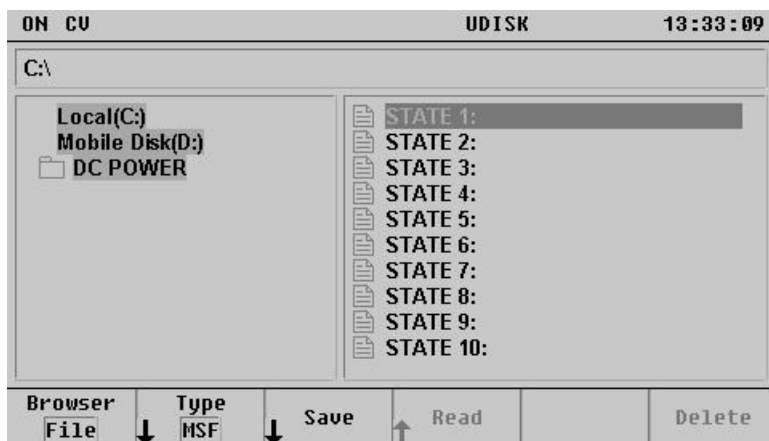 ON CV UDISK 13:33:09
C:\
Local(C:)
Mobile Disk(D:)
DC POWER
STATE 1:
STATE 2:
STATE 3:
STATE 4:
STATE 5:
STATE 6:
STATE 7:
STATE 8:
STATE 9:
STATE 10:
Browser Type Save Read Delete
File MSF